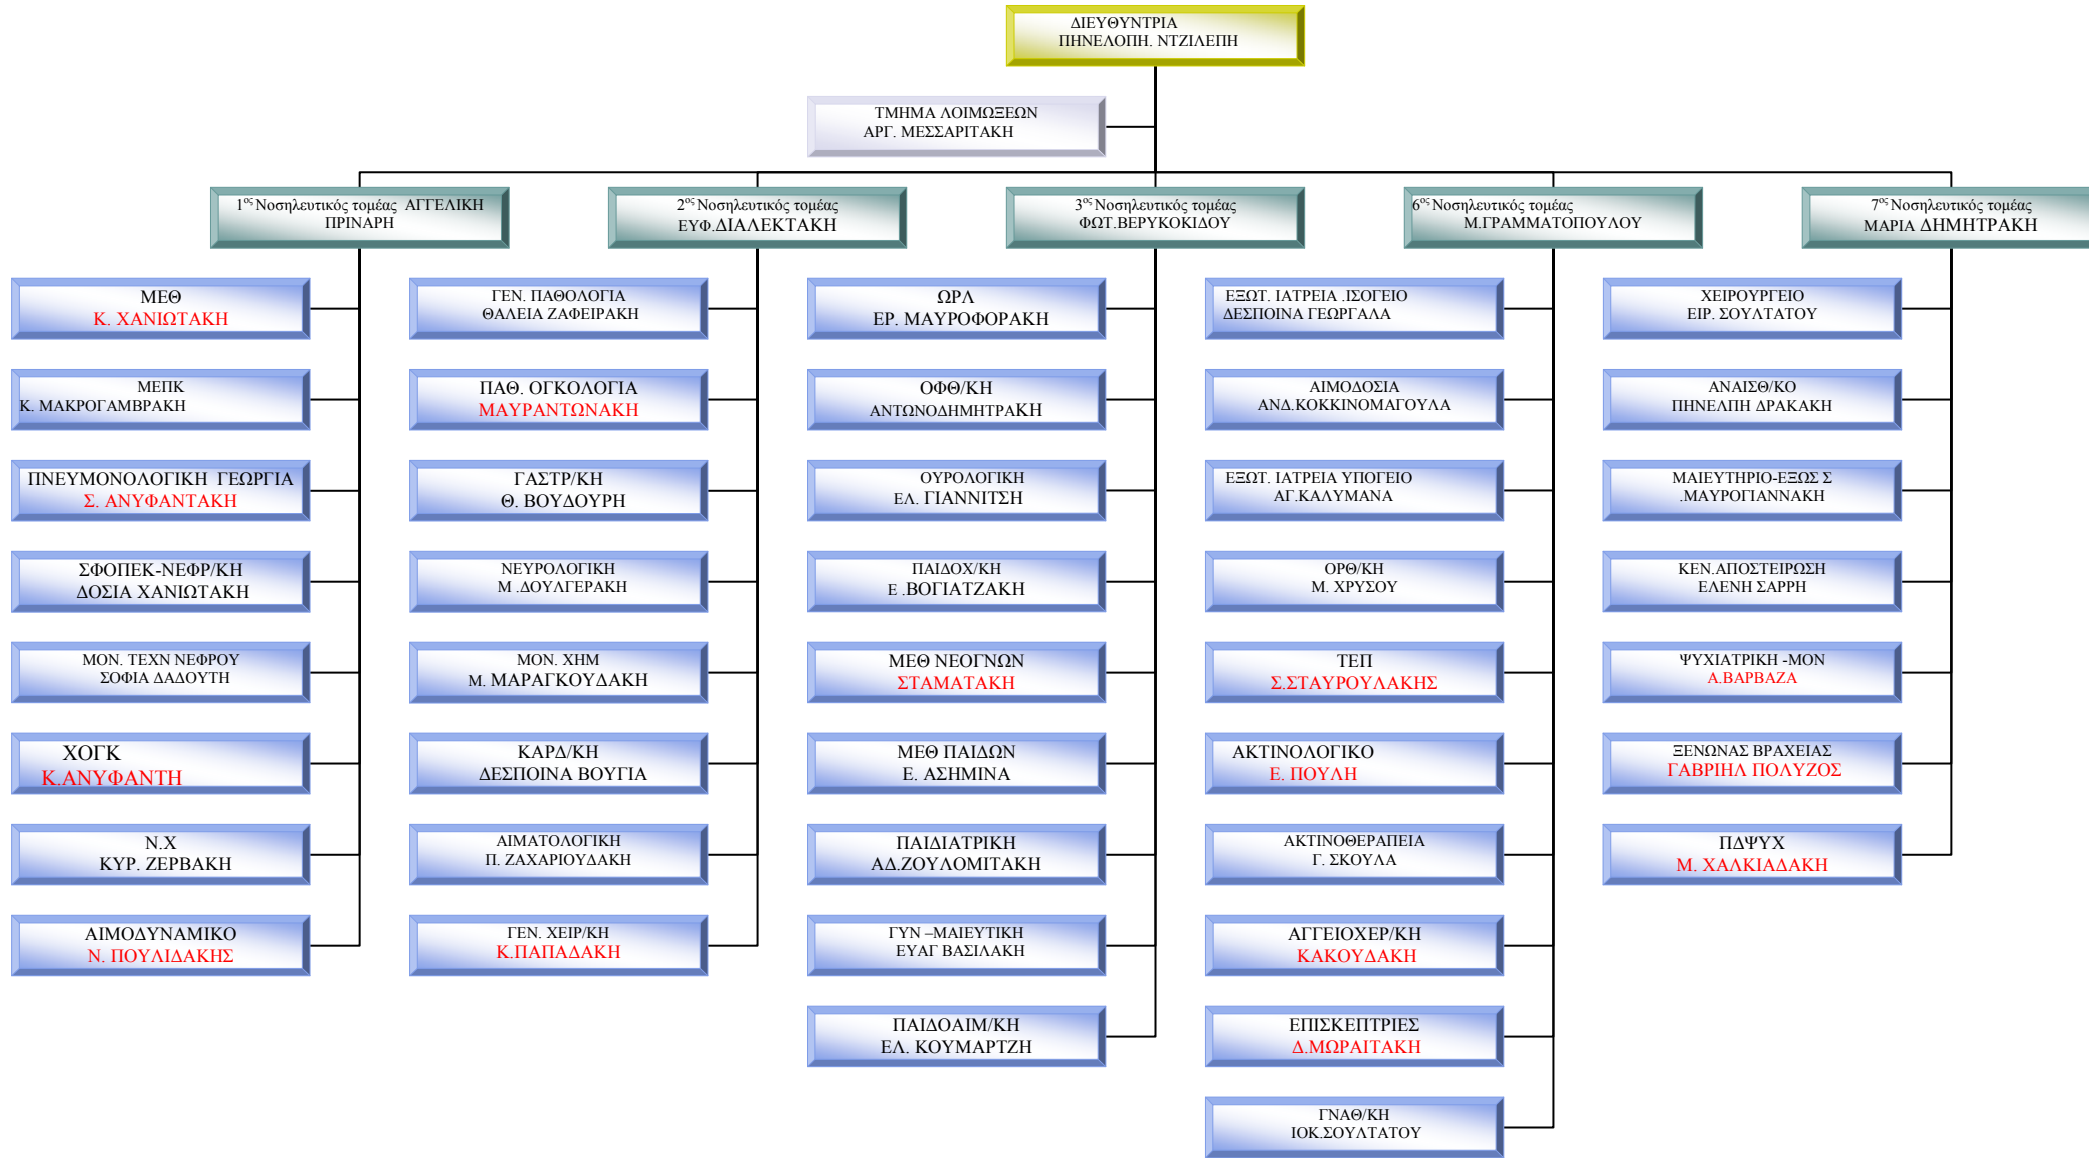 ΔΙΕΥΘΥΝΤΡΙΑ
ΠΗΝΕΛΟΠΗ. ΝΤΖΙΛΕΠΗ
ΤΜΗΜΑ ΛΟΙΜΩΞΕΩΝ
ΑΡΓ. ΜΕΣΣΑΡΙΤΑΚΗ
1ος Νοσηλευτικός τομέας ΑΓΓΕΛΙΚΗ
ΠΡΙΝΑΡΗ
ΜΕΘ
Κ. ΧΑΝΙΩΤΑΚΗ
ΜΕΠΚ
Κ. ΜΑΚΡΟΓΑΜΒΡΑΚΗ
ΠΝΕΥΜΟΝΟΛΟΓΙΚΗ ΓΕΩΡΓΙΑ
Σ. ΑΝΥΦΑΝΤΑΚΗ
ΣΦΟΠΕΚ-ΝΕΦΡ/ΚΗ
ΔΟΣΙΑ ΧΑΝΙΩΤΑΚΗ
ΜΟΝ. ΤΕΧΝ ΝΕΦΡΟΥ
ΣΟΦΙΑ ΔΑΔΟΥΤΗ
ΧΟΓΚ
Κ.ΑΝΥΦΑΝΤΗ
Ν.Χ
ΚΥΡ. ΖΕΡΒΑΚΗ
ΑΙΜΟΔΥΝΑΜΙΚΟ
Ν. ΠΟΥΛΙΔΑΚΗΣ
2ος Νοσηλευτικό τομέας
ΕΥΦ.ΔΙΑΛΕΚΤΑΚΗ
ΓΕΝ. ΠΑΘΟΛΟΓΙΑ
ΘΑΛΕΙΑ ΖΑΦΕΙΡΑΚΗ
ΠΑΘ. ΟΓΚΟΛΟΓΙΑ
ΜΑΥΡΑΝΤΩΝΑΚΗ
ΓΑΣΤΡ/ΚΗ
Θ. ΒΟΥΔΟΥΡΗ
ΝΕΥΡΟΛΟΓΙΚΗ
Μ .ΔΟΥΛΓΕΡΑΚΗ
ΜΟΝ. ΧΗΜ
Μ. ΜΑΡΑΓΚΟΥΔΑΚΗ
ΚΑΡΔ/ΚΗ
ΔΕΣΠΟΙΝΑ ΒΟΥΓΙΑ
ΑΙΜΑΤΟΛΟΓΙΚΗ
Π. ΖΑΧΑΡΙΟΥΔΑΚΗ
ΓΕΝ. ΧΕΙΡ/ΚΗ
Κ.ΠΑΠΑΔΑΚΗ
3ος Νοσηλευτικό τομέας
ΦΩΤ.ΒΕΡΥΚΟΚΙΔΟΥ
ΩΡΛ
ΕΡ. ΜΑΥΡΟΦΟΡΑΚΗ
ΟΦΘ/ΚΗ
ΑΝΤΩΝΟΔΗΜΗΤΡΑΚΗ
ΟΥΡΟΛΟΓΙΚΗ
ΕΛ. ΓΙΑΝΝΙΤΣΗ
ΠΑΙΔΟΧ/ΚΗ
Ε .ΒΟΓΙΑΤΖΑΚΗ
ΜΕΘ ΝΕΟΓΝΩΝ
ΣΤΑΜΑΤΑΚΗ
ΜΕΘ ΠΑΙΔΩΝ
Ε. ΑΣΗΜΙΝΑ
ΠΑΙΔΙΑΤΡΙΚΗ
ΑΔ.ΖΟΥΛΟΜΙΤΑΚΗ
ΓΥΝ –ΜΑΙΕΥΤΙΚΗ
ΕΥΑΓ ΒΑΣΙΛΑΚΗ
ΠΑΙΔΟΑΙΜ/ΚΗ
ΕΛ. ΚΟΥΜΑΡΤΖΗ
6ος Νοσηλευτικός τομέας
Μ.ΓΡΑΜΜΑΤΟΠΟΥΛΟΥ
ΕΞΩΤ. ΙΑΤΡΕΙΑ .ΙΣΟΓΕΙΟ
ΔΕΣΠΟΙΝΑ ΓΕΩΡΓΑΛΑ
ΑΙΜΟΔΟΣΙΑ
ΑΝΔ.ΚΟΚΚΙΝΟΜΑΓΟΥΛΑ
ΕΞΩΤ. ΙΑΤΡΕΙΑ ΥΠΟΓΕΙΟ
ΑΓ.ΚΑΛΥΜΑΝΑ
ΟΡΘ/ΚΗ
Μ. ΧΡΥΣΟΥ
ΤΕΠ
Σ.ΣΤΑΥΡΟΥΛΑΚΗΣ
ΑΚΤΙΝΟΛΟΓΙΚΟ
Ε. ΠΟΥΛΗ
ΑΚΤΙΝΟΘΕΡΑΠΕΙΑ
Γ. ΣΚΟΥΛΑ
ΑΓΓΕΙΟΧΕΡ/ΚΗ
ΚΑΚΟΥΔΑΚΗ
ΕΠΙΣΚΕΠΤΡΙΕΣ
Δ.ΜΩΡΑΙΤΑΚΗ
ΓΝΑΘ/ΚΗ
ΙΟΚ.ΣΟΥΛΤΑΤΟΥ
7ος Νοσηλευτικό τομέας
ΜΑΡΙΑ ΔΗΜΗΤΡΑΚΗ
ΧΕΙΡΟΥΡΓΕΙΟ
ΕΙΡ. ΣΟΥΛΤΑΤΟΥ
ΑΝΑΙΣΘ/ΚΟ
ΠΗΝΕΛΠΗ ΔΡΑΚΑΚΗ
ΜΑΙΕΥΤΗΡΙΟ-ΕΞΩΣ Σ
.ΜΑΥΡΟΓΙΑΝΝΑΚΗ
ΚΕΝ.ΑΠΟΣΤΕΙΡΩΣΗ
ΕΛΕΝΗ ΣΑΡΡΗ
ΨΥΧΙΑΤΡΙΚΗ -ΜΟΝ
Α.ΒΑΡΒΑΖΑ
ΞΕΝΩΝΑΣ ΒΡΑΧΕΙΑΣ
ΓΑΒΡΙΗΛ ΠΟΛΥΖΟΣ
ΠΔΨΥΧ
Μ. ΧΑΛΚΙΑΔΑΚΗ